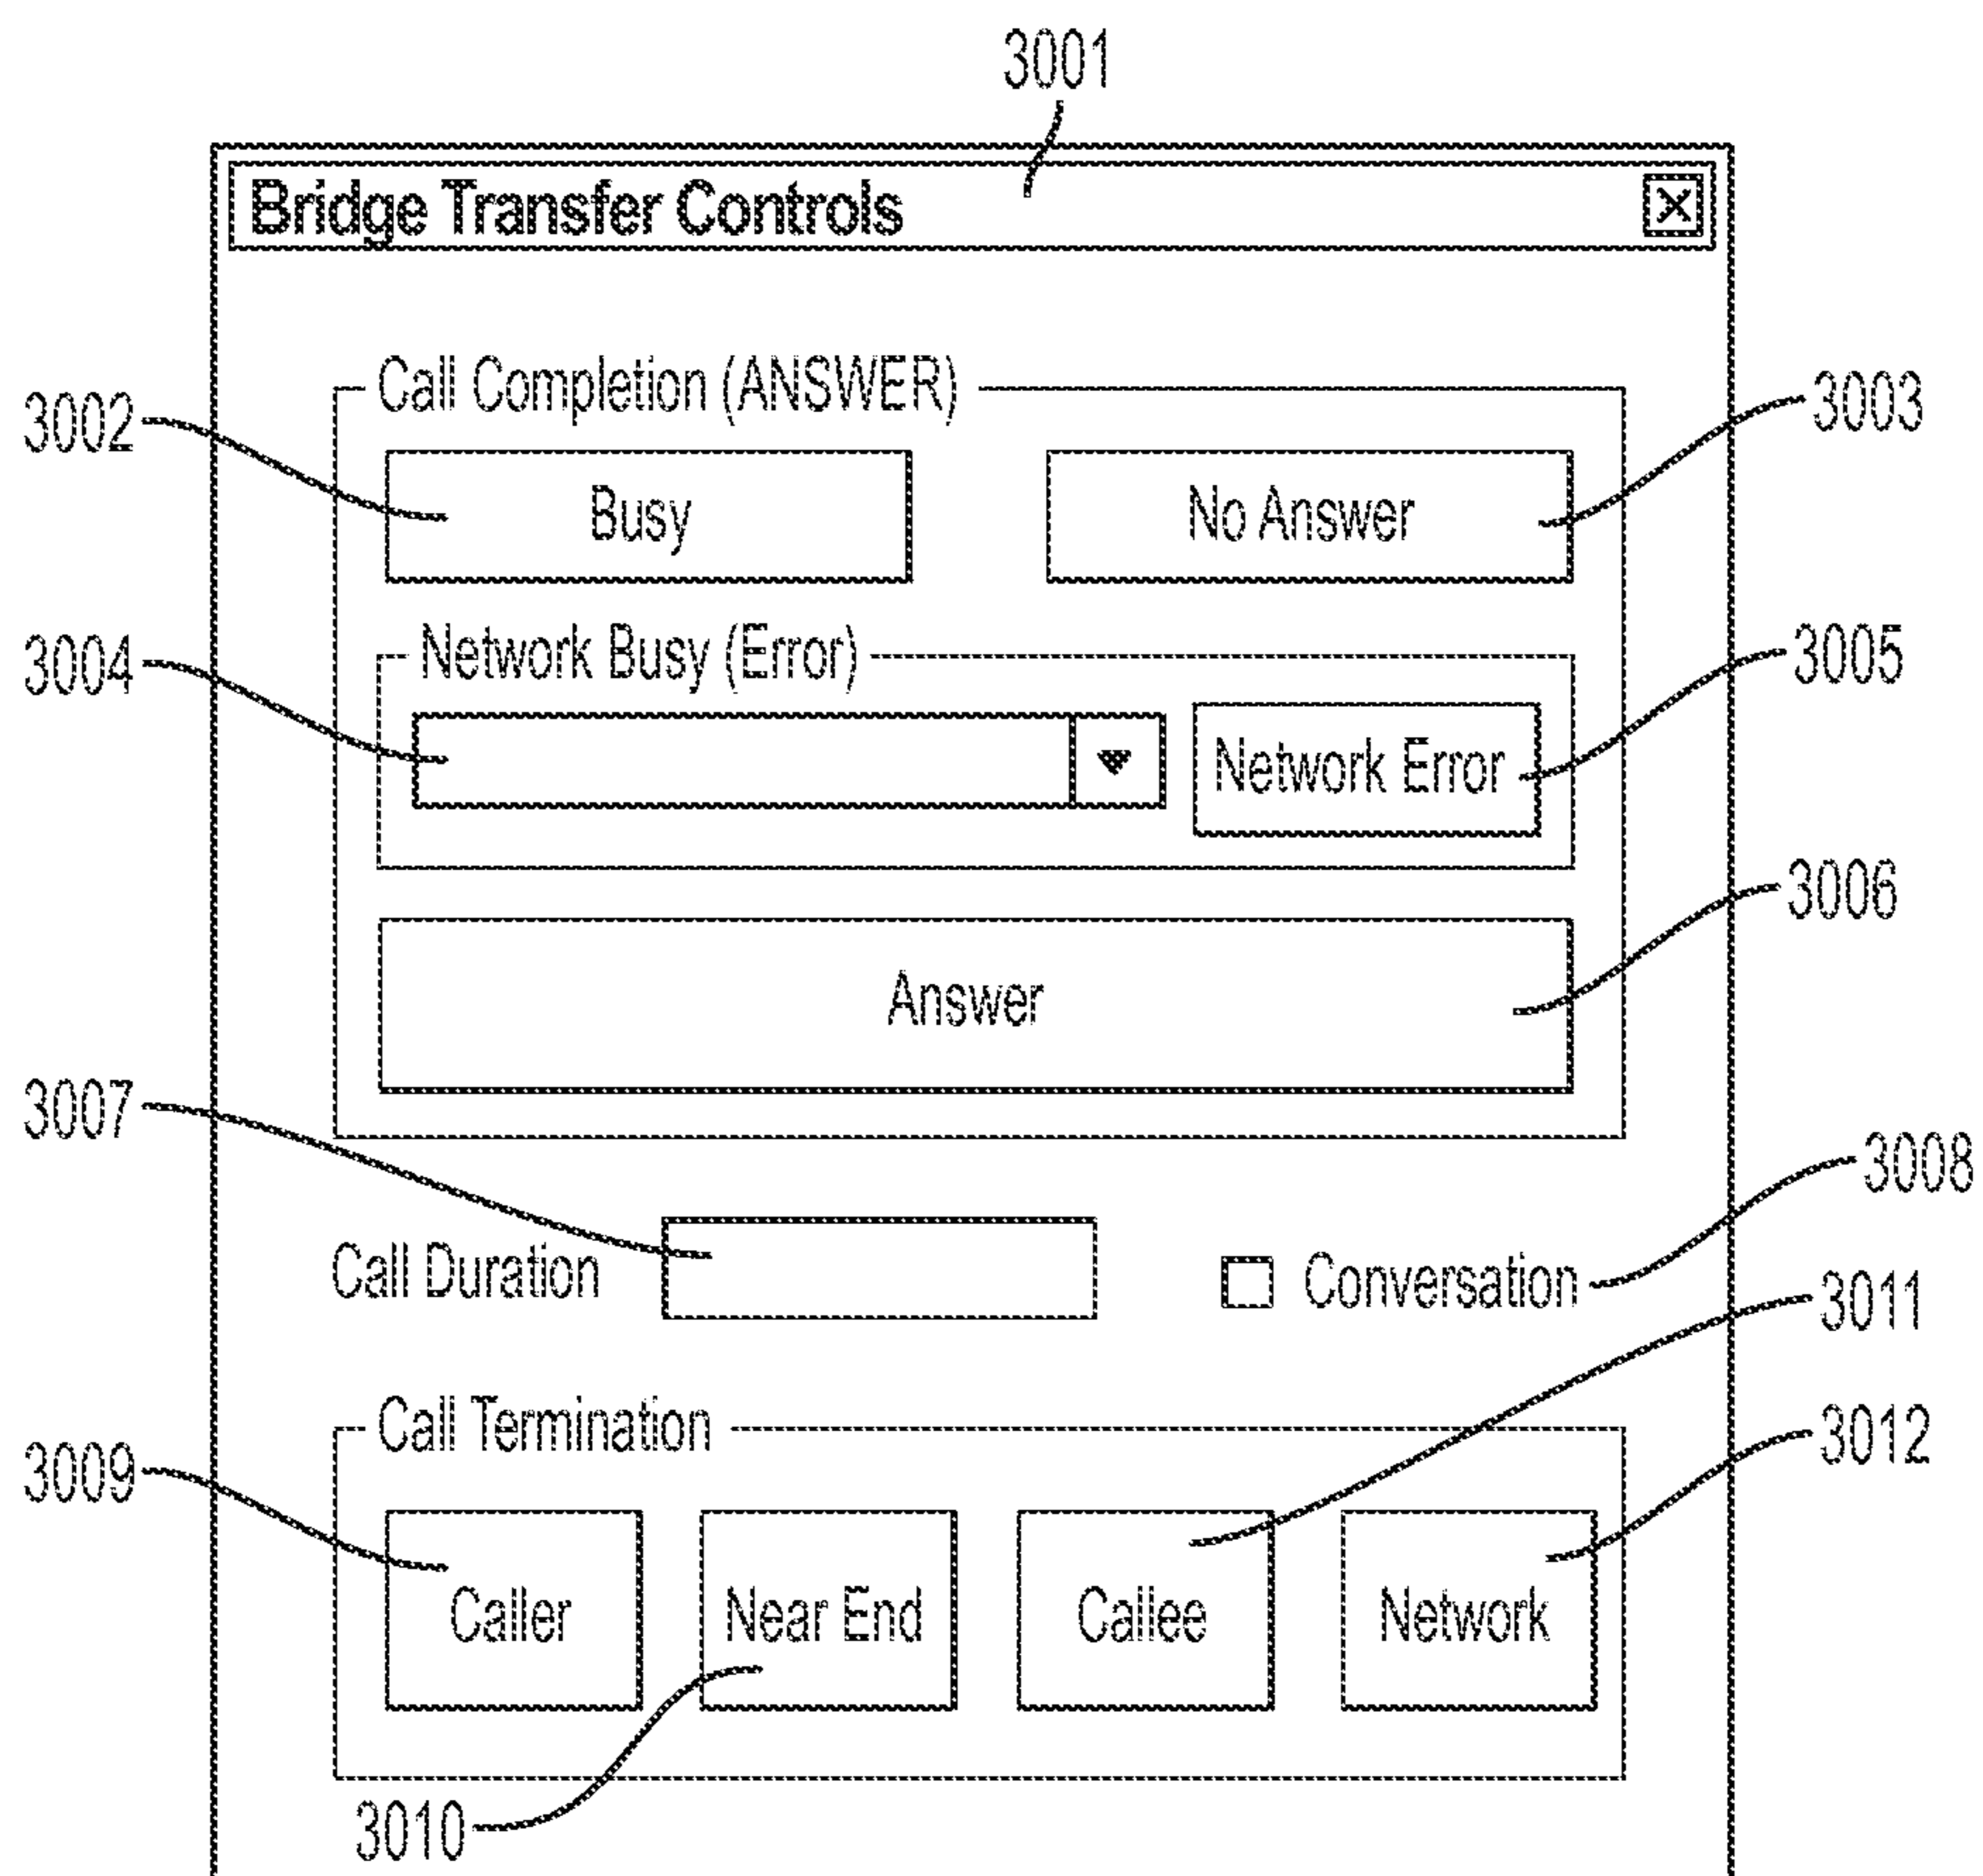 3001
Bridge Transfer Controls
Call Completion (ANSWER)
3002
3003
Busy
No Answer
3004
Network Busy (Error)
3005
Network Error
3006
Answer
3007
3008
Call Duration
Conversation
3011
Call Termination
3009
3012
Caller
Near End
Callee
Network
3010